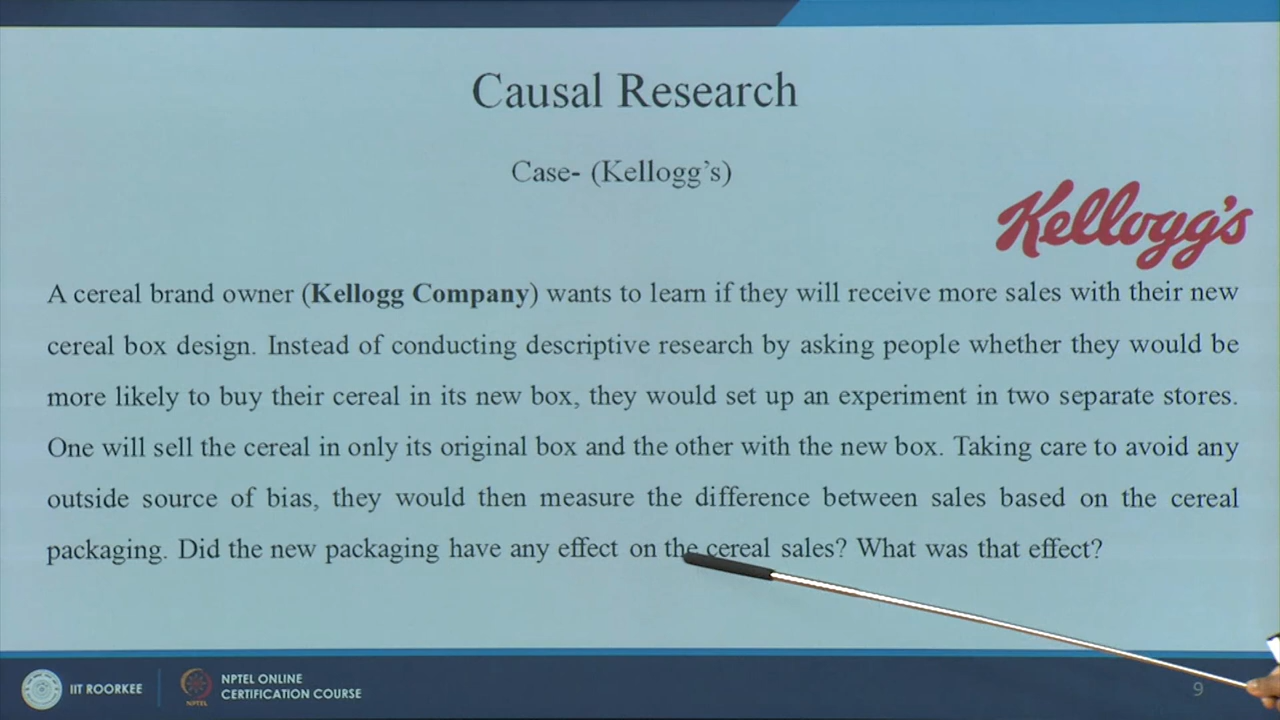 Causal Research
Case- (Kellogg’s)
Kellogg's
A cereal brand owner (Kellogg Company) wants to learn if they will receive more sales with their new
cereal box design. Instead of conducting descriptive research by asking people whether they would be
more likely to buy their cereal in its new box, they would set up an experiment in two separate stores.
One will sell the cereal in only its original box and the other with the new box. Taking care to avoid any
outside source of bias, they would then measure the difference between sales based on the cereal
packaging. Did the new packaging have any effect on the cereal sales? What was that effect?
IIT ROORKEE
NPTEL
NPTEL ONLINE
CERTIFICATION COURSE
9